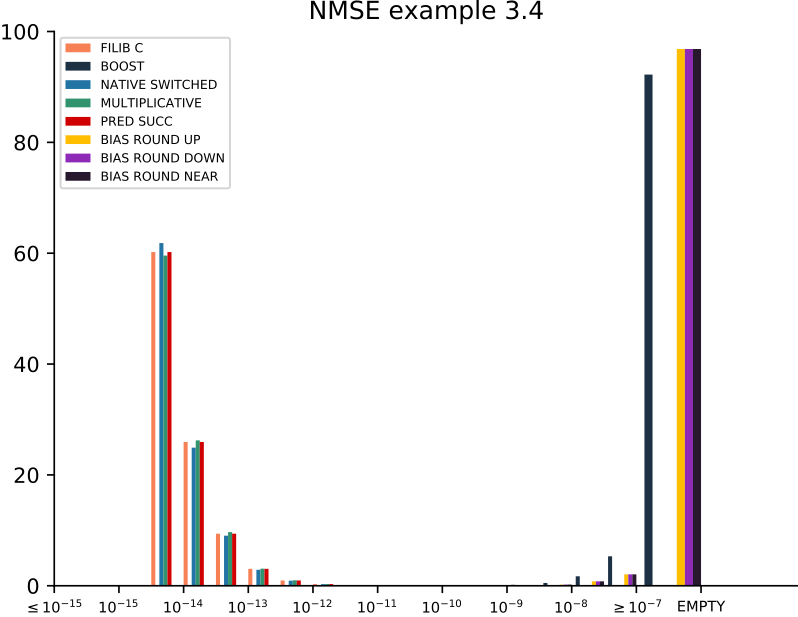 NMSE example 3.4
100
80
60
40
20
0
FILIB C
BOOST
NATIVE SWITCHED
MULTIPLICATIVE
PRED SUCC
BIAS ROUND UP
BIAS ROUND DOWN
BIAS ROUND NEAR
≤ 10⁻¹⁵ 10⁻¹⁵ 10⁻¹⁴ 10⁻¹³ 10⁻¹² 10⁻¹¹ 10⁻¹⁰ 10⁻⁹ 10⁻⁸ ≥ 10⁻⁷ EMPTY